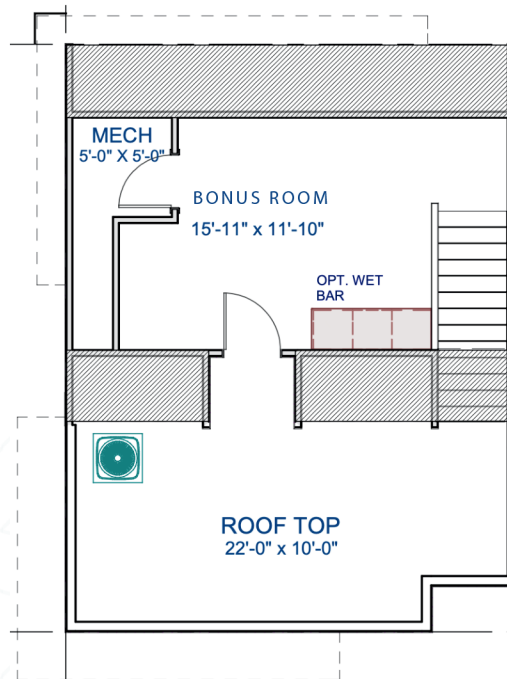 MECH
5'-0" X 5'-0"
BONUS ROOM
15'-11" x 11'-10"
OPT. WET
BAR
ROOF TOP
22'-0" x 10'-0"